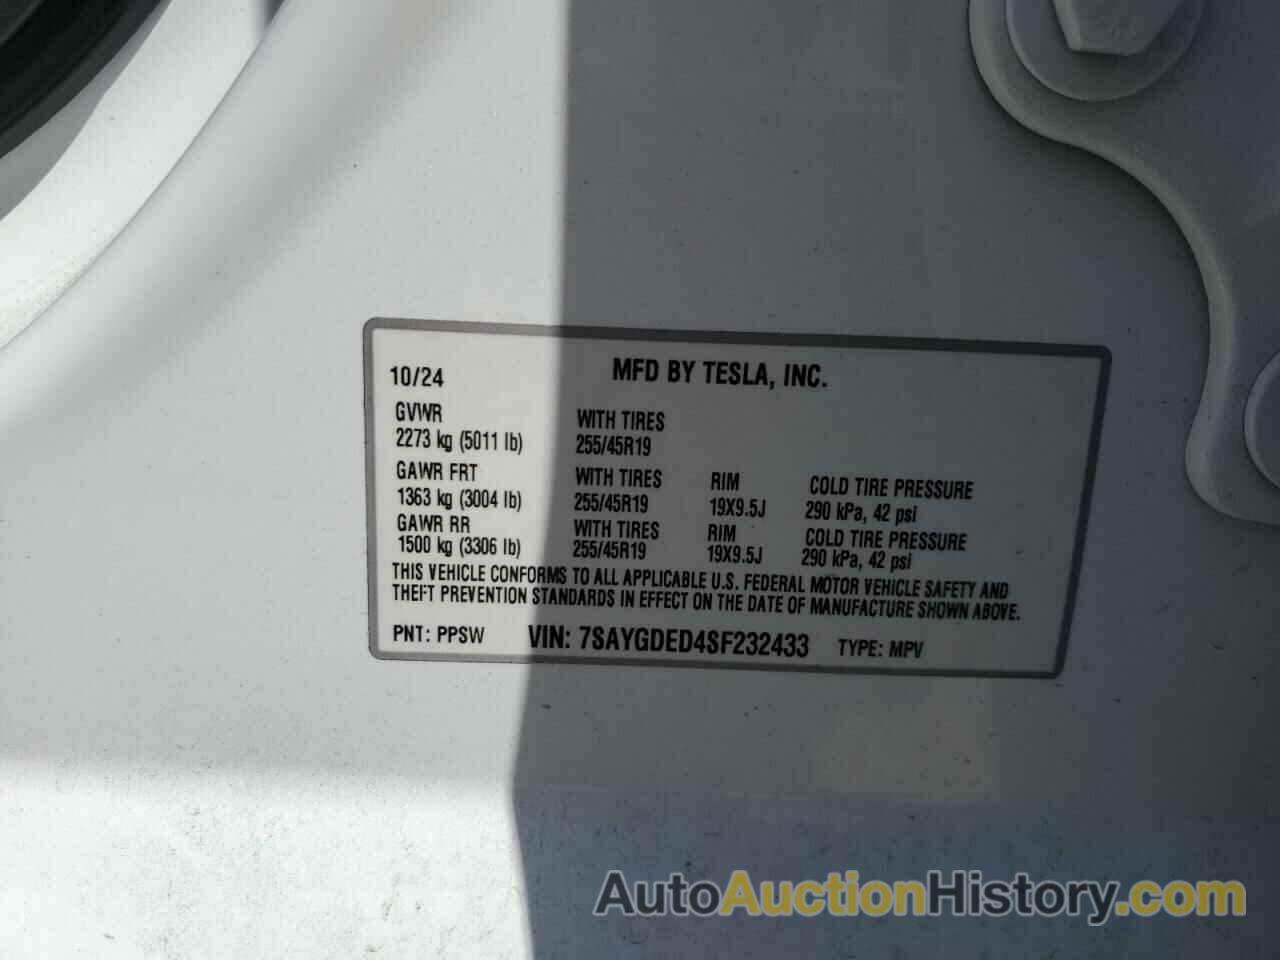 10/24 MFD BY TESLA, INC.
GVWR WITH TIRES
2273 kg (5011 lb) 255/45R19
GAWR FRT WITH TIRES RIM COLD TIRE PRESSURE
1363 kg (3004 lb) 255/45R19 19X9.5J 290 kPa, 42 psi
GAWR RR WITH TIRES RIM COLD TIRE PRESSURE
1500 kg (3306 lb) 255/45R19 19X9.5J 290 kPa, 42 psi
THIS VEHICLE CONFORMS TO ALL APPLICABLE U.S. FEDERAL MOTOR VEHICLE SAFETY AND
THEFT PREVENTION STANDARDS IN EFFECT ON THE DATE OF MANUFACTURE SHOWN ABOVE.
PNT: PPSW VIN: 7SAYGDED4SF232433 TYPE: MPV
AutoAuctionHistory.com